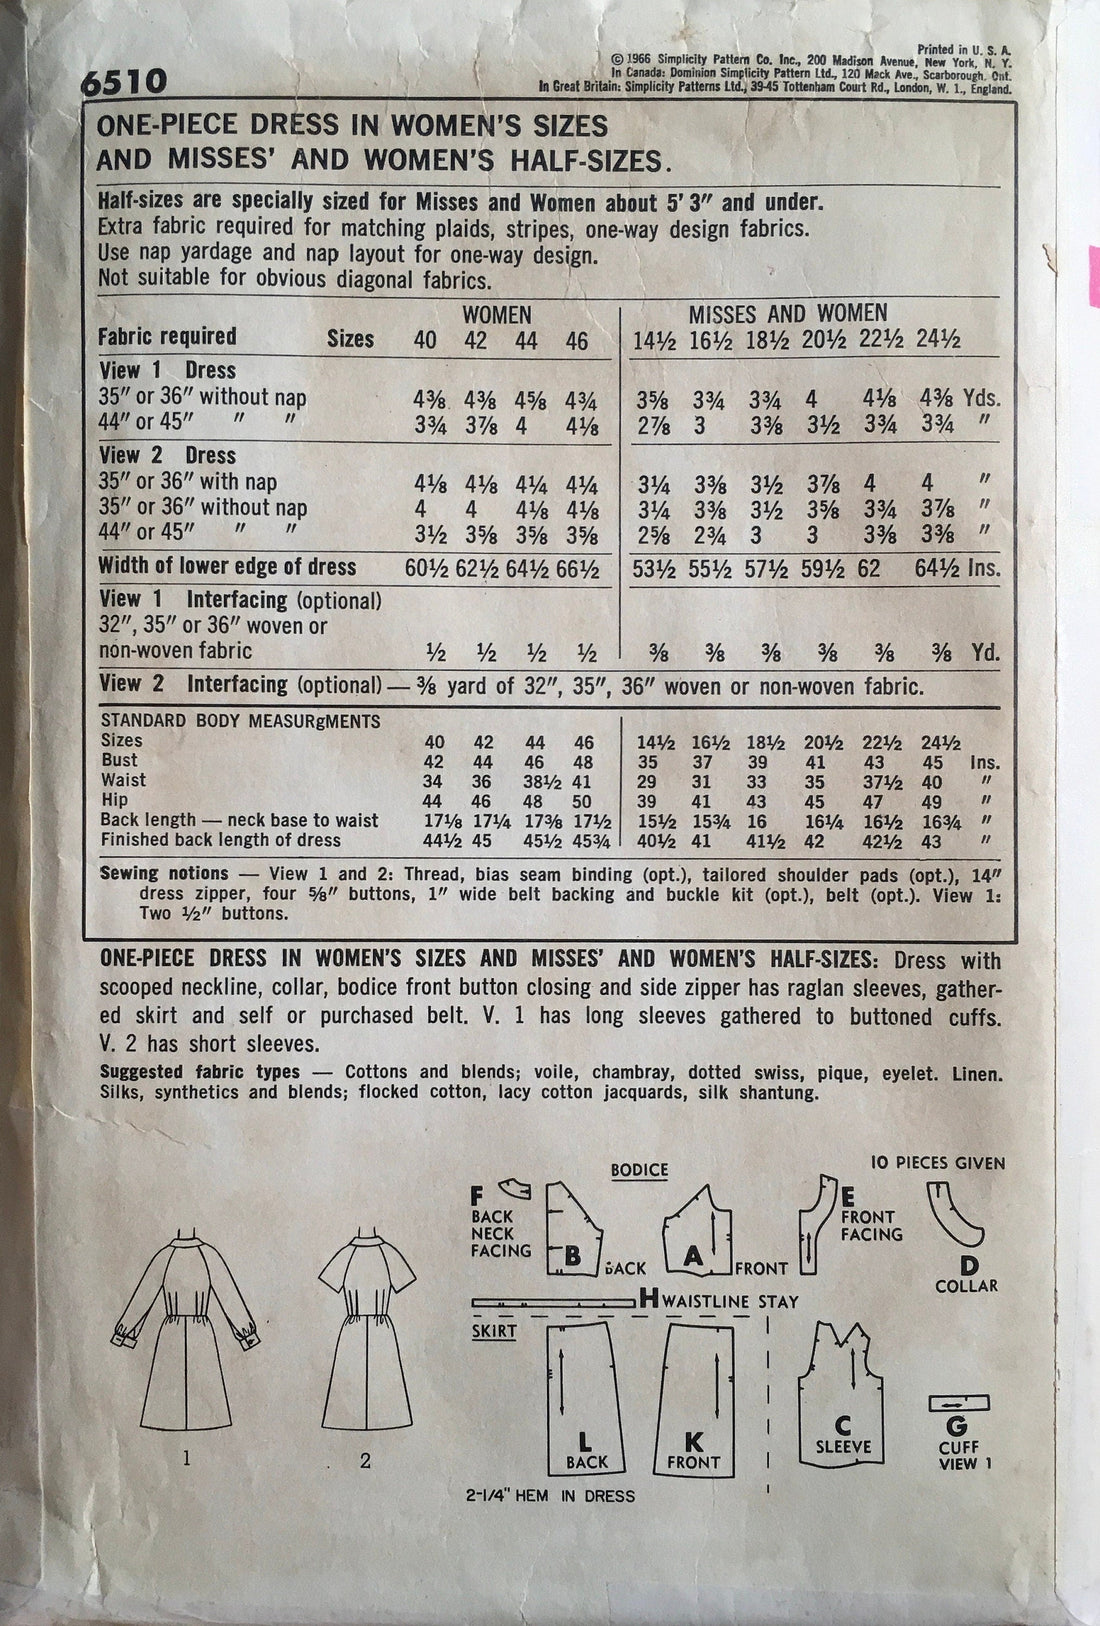 6510
Printed in U. S. A.
© 1966 Simplicity Pattern Co. Inc., 200 Madison Avenue, New York, N. Y.
In Canada: Dominion Simplicity Pattern Ltd., 120 Mack Ave., Scarborough, Ont.
In Great Britain: Simplicity Patterns Ltd., 39-45 Tottenham Court Rd., London, W. 1., England.
ONE-PIECE DRESS IN WOMEN'S SIZES
AND MISSES' AND WOMEN'S HALF-SIZES.
Half-sizes are specially sized for Misses and Women about 5' 3" and under.
Extra fabric required for matching plaids, stripes, one-way design fabrics.
Use nap yardage and nap layout for one-way design.
Not suitable for obvious diagonal fabrics.
WOMEN MISSES AND WOMEN
Fabric required Sizes 40 42 44 46 14½ 16½ 18½ 20½ 22½ 24½
View 1 Dress
35" or 36" without nap 4⅜ 4⅜ 4⅝ 4¾ 3⅝ 3¾ 3¾ 4 4⅛ 4⅜ Yds.
44" or 45" " " 3¾ 3⅞ 4 4⅛ 2⅞ 3 3⅜ 3½ 3¾ 3¾ "
View 2 Dress
35" or 36" with nap 4⅛ 4⅛ 4¼ 4¼ 3¼ 3⅜ 3½ 3⅞ 4 4 "
35" or 36" without nap 4 4 4⅛ 4⅛ 3¼ 3⅜ 3½ 3⅝ 3¾ 3⅞ "
44" or 45" " " 3½ 3⅝ 3⅝ 3⅝ 2⅝ 2¾ 3 3 3⅜ 3⅜ "
Width of lower edge of dress 60½ 62½ 64½ 66½ 53½ 55½ 57½ 59½ 62 64½ Ins.
View 1 Interfacing (optional)
32", 35" or 36" woven or
non-woven fabric ½ ½ ½ ½ ⅜ ⅜ ⅜ ⅜ ⅜ ⅜ Yd.
View 2 Interfacing (optional) — ⅜ yard of 32", 35", 36" woven or non-woven fabric.
STANDARD BODY MEASURgMENTS
Sizes 40 42 44 46 14½ 16½ 18½ 20½ 22½ 24½
Bust 42 44 46 48 35 37 39 41 43 45 Ins.
Waist 34 36 38½ 41 29 31 33 35 37½ 40 "
Hip 44 46 48 50 39 41 43 45 47 49 "
Back length — neck base to waist 17⅛ 17¼ 17⅜ 17½ 15½ 15¾ 16 16¼ 16½ 16¾ "
Finished back length of dress 44½ 45 45½ 45¾ 40½ 41 41½ 42 42½ 43 "
Sewing notions — View 1 and 2: Thread, bias seam binding (opt.), tailored shoulder pads (opt.), 14"
dress zipper, four ⅝" buttons, 1" wide belt backing and buckle kit (opt.), belt (opt.). View 1:
Two ½" buttons.
ONE-PIECE DRESS IN WOMEN'S SIZES AND MISSES' AND WOMEN'S HALF-SIZES: Dress with
scooped neckline, collar, bodice front button closing and side zipper has raglan sleeves, gather-
ed skirt and self or purchased belt. V. 1 has long sleeves gathered to buttoned cuffs.
V. 2 has short sleeves.
Suggested fabric types — Cottons and blends; voile, chambray, dotted swiss, pique, eyelet. Linen.
Silks, synthetics and blends; flocked cotton, lacy cotton jacquards, silk shantung.
10 PIECES GIVEN
BODICE
F
BACK
NECK
FACING
B
BACK
A
FRONT
E
FRONT
FACING
D
COLLAR
H WAISTLINE STAY
SKIRT
L
BACK
K
FRONT
C
SLEEVE
G
CUFF
VIEW 1
1
2
2-1/4" HEM IN DRESS